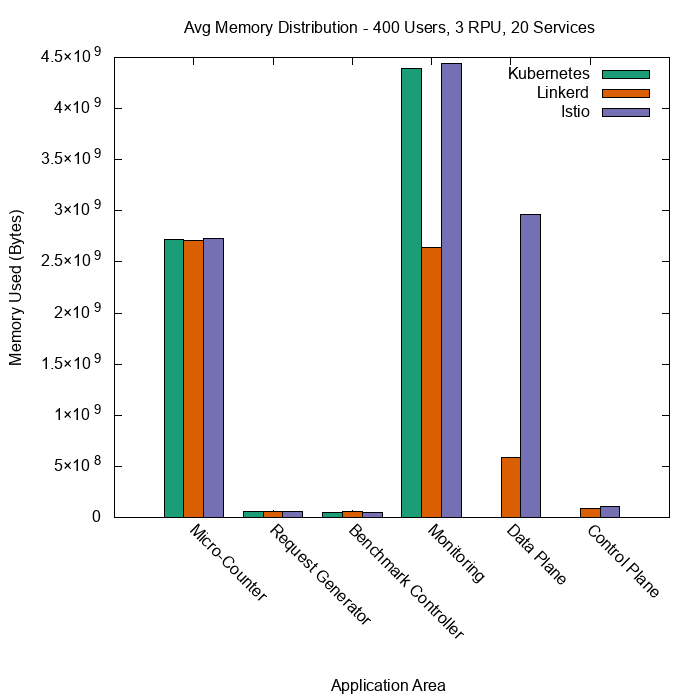 Avg Memory Distribution - 400 Users, 3 RPU, 20 Services
Kubernetes
Linkerd
Istio
4.5×10⁹
4×10⁹
3.5×10⁹
3×10⁹
2.5×10⁹
2×10⁹
1.5×10⁹
1×10⁹
5×10⁸
0
Memory Used (Bytes)
Micro-Counter
Request Generator
Benchmark Controller
Monitoring
Data Plane
Control Plane
Application Area